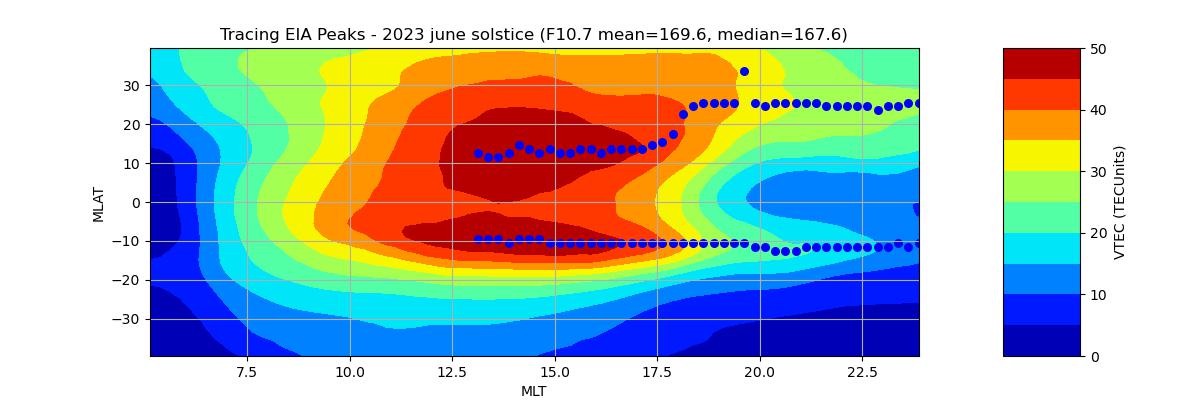 Tracing EIA Peaks - 2023 june solstice (F10.7 mean=169.6, median=167.6)
MLAT
30
20
10
0
−10
−20
−30
7.5 10.0 12.5 15.0 17.5 20.0 22.5
MLT
50
40
30
20
10
0
VTEC (TECUnits)